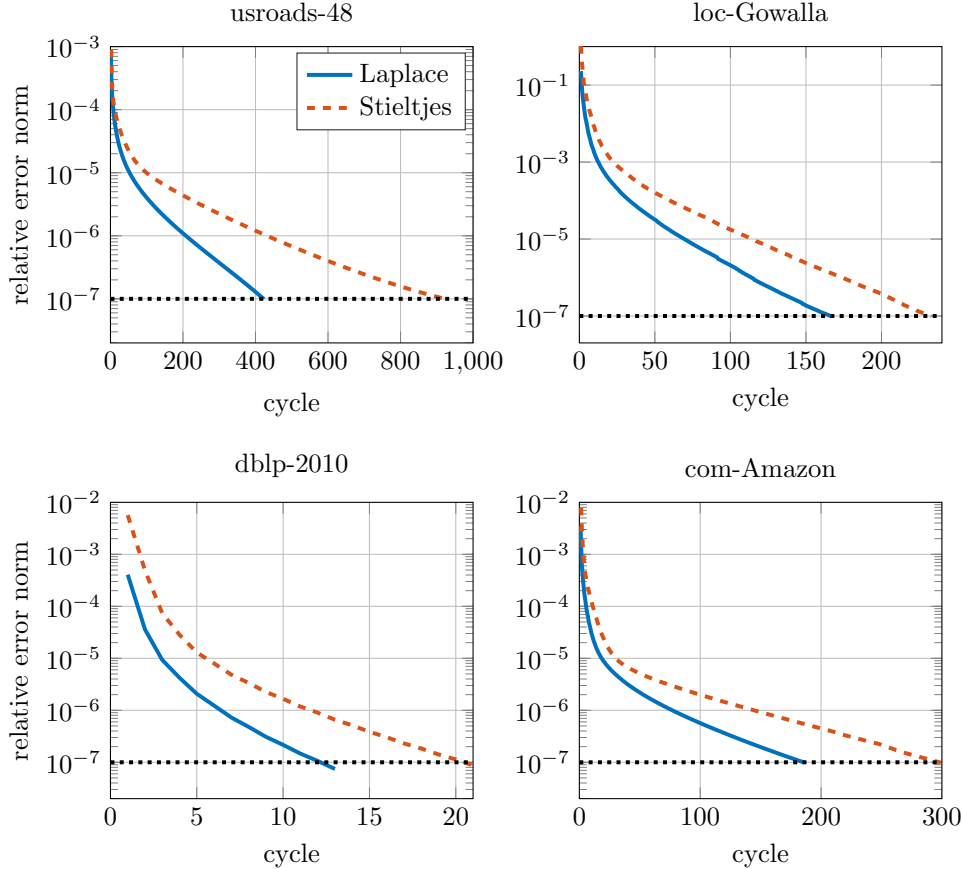 usroads-48
relative error norm
10^{-3}
10^{-4}
10^{-5}
10^{-6}
10^{-7}
Laplace
Stieltjes
0 200 400 600 800 1,000
cycle
loc-Gowalla
10^{-1}
10^{-3}
10^{-5}
10^{-7}
0 50 100 150 200
cycle
dblp-2010
relative error norm
10^{-2}
10^{-3}
10^{-4}
10^{-5}
10^{-6}
10^{-7}
0 5 10 15 20
cycle
com-Amazon
10^{-2}
10^{-3}
10^{-4}
10^{-5}
10^{-6}
10^{-7}
0 100 200 300
cycle